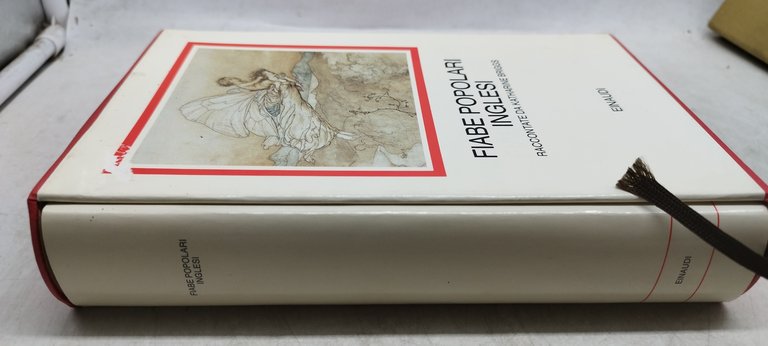 FIABE POPOLARI
INGLESI
RACCONTATE DA KATHARINE BRIGGS
EINAUDI
FIABE POPOLARI
INGLESI
EINAUDI